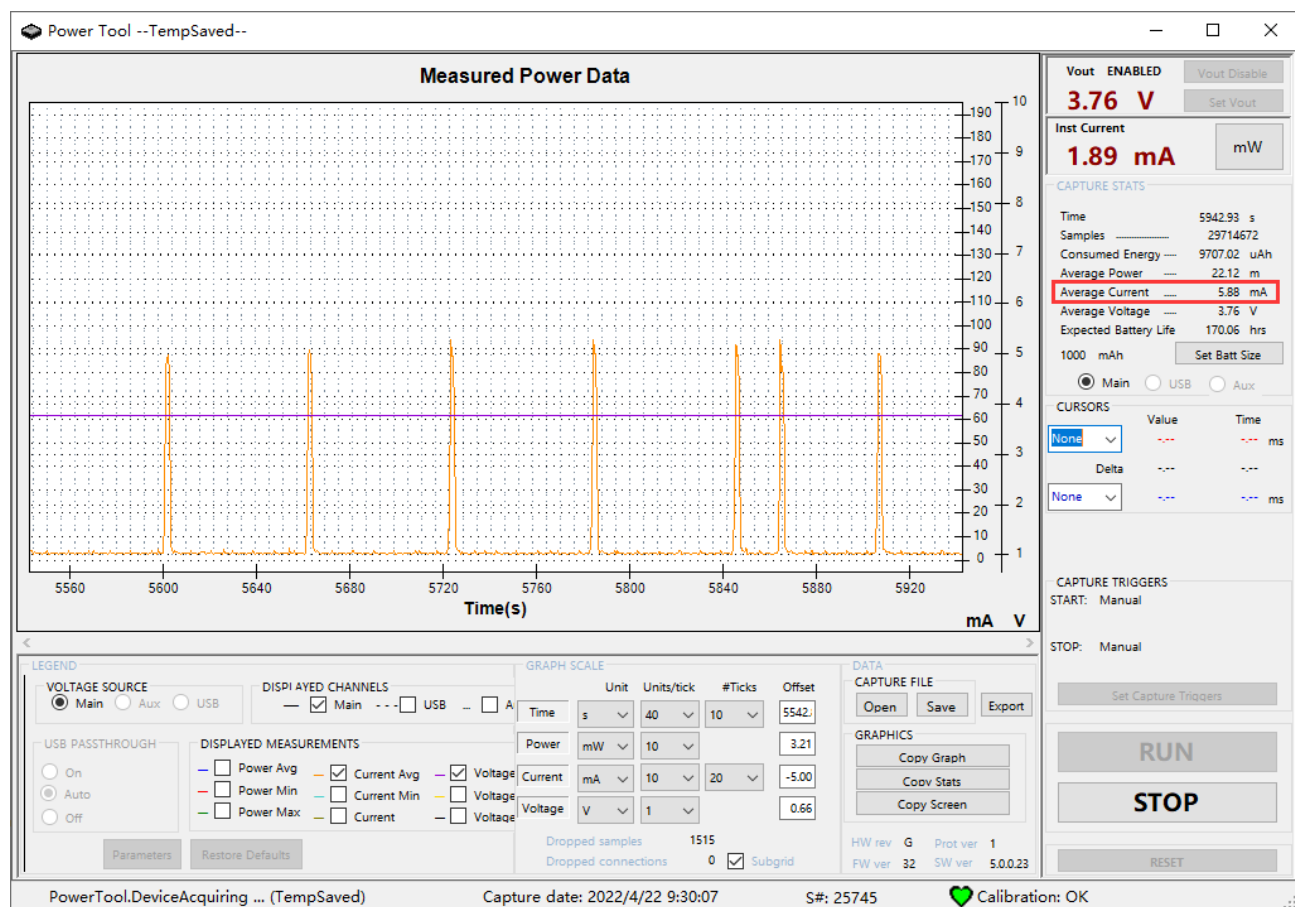 Power Tool --TempSaved--
Measured Power Data
190
180
170
160
150
140
130
120
110
100
90
80
70
60
50
40
30
20
10
0
10
9
8
7
6
5
4
3
2
1
5560 5600 5640 5680 5720 5760 5800 5840 5880 5920
Time(s)
mA V
Vout ENABLED
3.76 V
Vout Disable
Set Vout
Inst Current
1.89 mA
mW
CAPTURE STATS
Time 5942.93 s
Samples 29714672
Consumed Energy 9707.02 uAh
Average Power 22.12 m
Average Current 5.88 mA
Average Voltage 3.76 V
Expected Battery Life 170.06 hrs
1000 mAh Set Batt Size
Main USB Aux
CURSORS
Value Time
None -.-- -.-- ms
Delta -.-- -.--
None -.-- -.-- ms
CAPTURE TRIGGERS
START: Manual
STOP: Manual
Set Capture Triggers
RUN
STOP
RESET
LEGEND
VOLTAGE SOURCE
Main Aux USB
DISPLAYED CHANNELS
Main USB A
USB PASSTHROUGH
On
Auto
Off
DISPLAYED MEASUREMENTS
Power Avg Current Avg Voltage
Power Min Current Min Voltage
Power Max Current Voltage
Parameters Restore Defaults
GRAPH SCALE
Unit Units/tick #Ticks Offset
Time s 40 10 5542.
Power mW 10 3.21
Current mA 10 20 -5.00
Voltage V 1 0.66
Dropped samples 1515
Dropped connections 0 Subgrid
DATA
CAPTURE FILE
Open Save Export
GRAPHICS
Copy Graph
Copy Stats
Copy Screen
HW rev G Prot ver 1
FW ver 32 SW ver 5.0.0.23
PowerTool.DeviceAcquiring ... (TempSaved) Capture date: 2022/4/22 9:30:07 S#: 25745 Calibration: OK